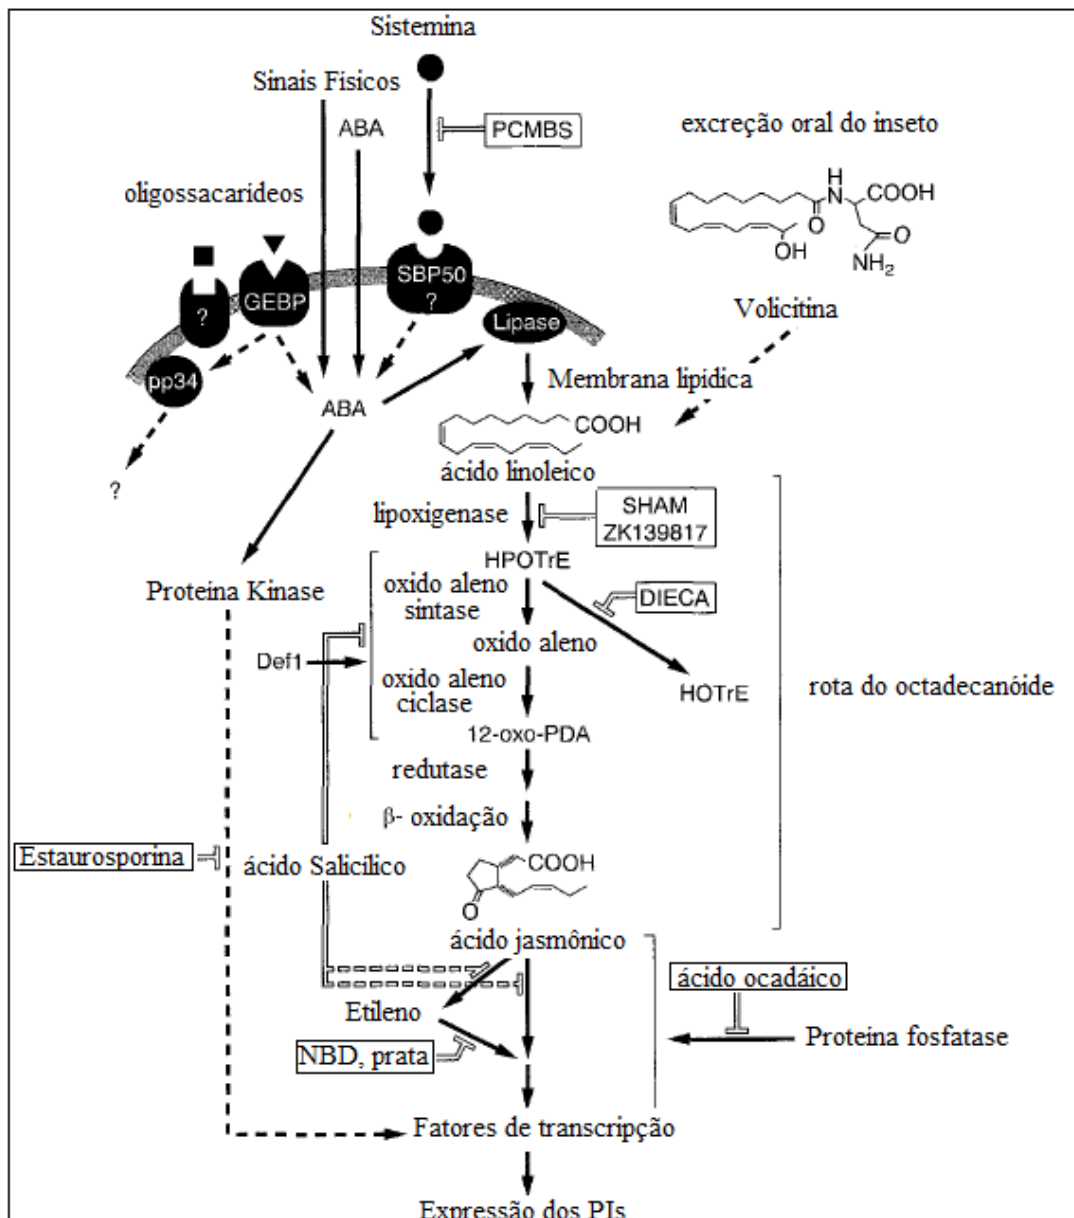 Sistemina
Sinais Físicos
ABA
PCMBS
excreção oral do inseto
oligossacarideos
H
N
COOH
O
OH
O
NH₂
SBP50
?
GEBP
?
Lipase
Volicitina
pp34
Membrana lipídica
ABA
COOH
?
ácido linoleico
lipoxigenase
SHAM
ZK139817
HPOTrE
Proteina Kinase
oxido aleno
sintase
DIECA
oxido aleno
Def1
oxido aleno
ciclase
HOTrE
rota do octadecanóide
12-oxo-PDA
redutase
β- oxidação
Estaurosporina
ácido Salicílico
COOH
O
ácido jasmônico
ácido ocadáico
Etileno
Proteina fosfatase
NBD, prata
Fatores de transcripção
Expressão dos PIs